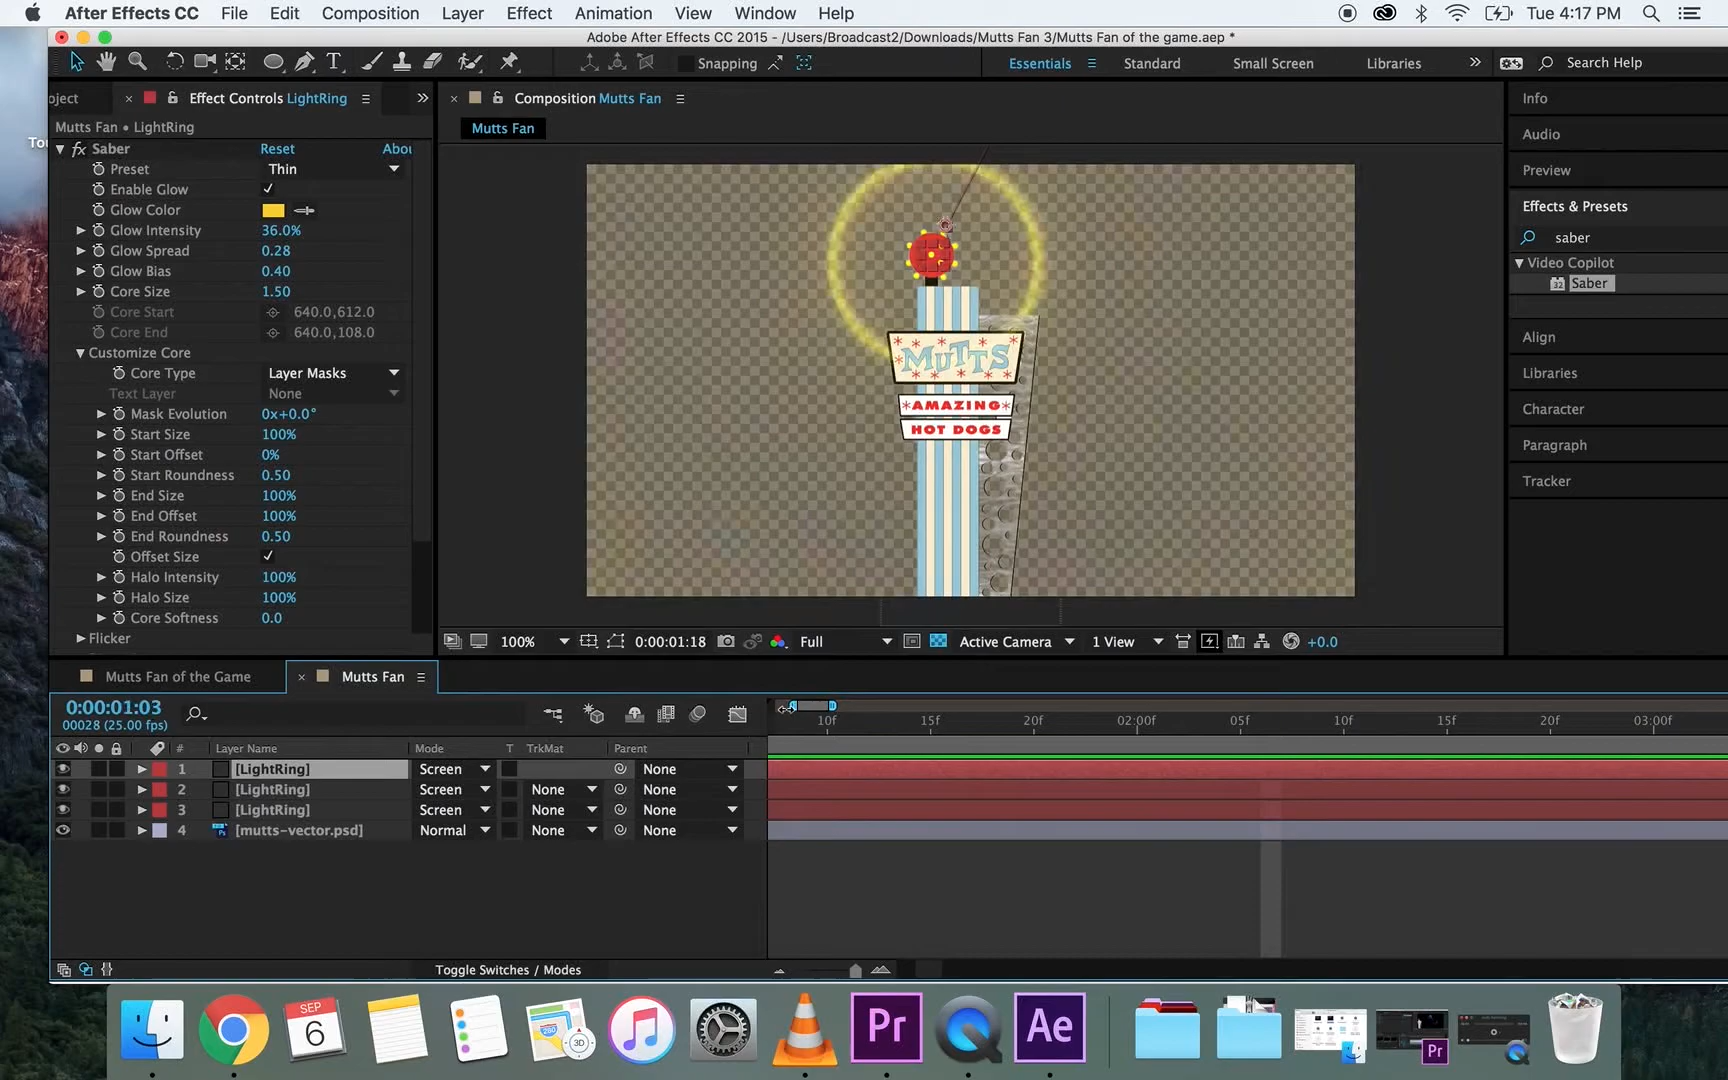 After Effects CC File Edit Composition Layer Effect Animation View Window Help Tue 4:17 PM
Adobe After Effects CC 2015 - /Users/Broadcast2/Downloads/Mutts Fan 3/Mutts Fan of the game.aep *
T Snapping Essentials Standard Small Screen Libraries >> Search Help
oject × Effect Controls LightRing >> × Composition Mutts Fan
Mutts Fan • LightRing
Mutts Fan
fx Saber Reset Abou
Preset Thin
Enable Glow ✓
Glow Color
Glow Intensity 36.0%
Glow Spread 0.28
Glow Bias 0.40
Core Size 1.50
Core Start 640.0,612.0
Core End 640.0,108.0
Customize Core
Core Type Layer Masks
Text Layer None
Mask Evolution 0x+0.0°
Start Size 100%
Start Offset 0%
Start Roundness 0.50
End Size 100%
End Offset 100%
End Roundness 0.50
Offset Size ✓
Halo Intensity 100%
Halo Size 100%
Core Softness 0.0
Flicker
MUTTS
*AMAZING*
HOT DOGS
100% 0:00:01:18 Full Active Camera 1 View +0.0
Info
Audio
Preview
Effects & Presets
saber
Video Copilot
32 Saber
Align
Libraries
Character
Paragraph
Tracker
Mutts Fan of the Game × Mutts Fan
0:00:01:03
00028 (25.00 fps)
10f 15f 20f 02:00f 05f 10f 15f 20f 03:00f
# Layer Name Mode T TrkMat Parent
1 [LightRing] Screen None
2 [LightRing] Screen None None
3 [LightRing] Screen None None
4 [mutts-vector.psd] Normal None None
Toggle Switches / Modes
SEP
6
280
3D
Pr
Ae
Pr